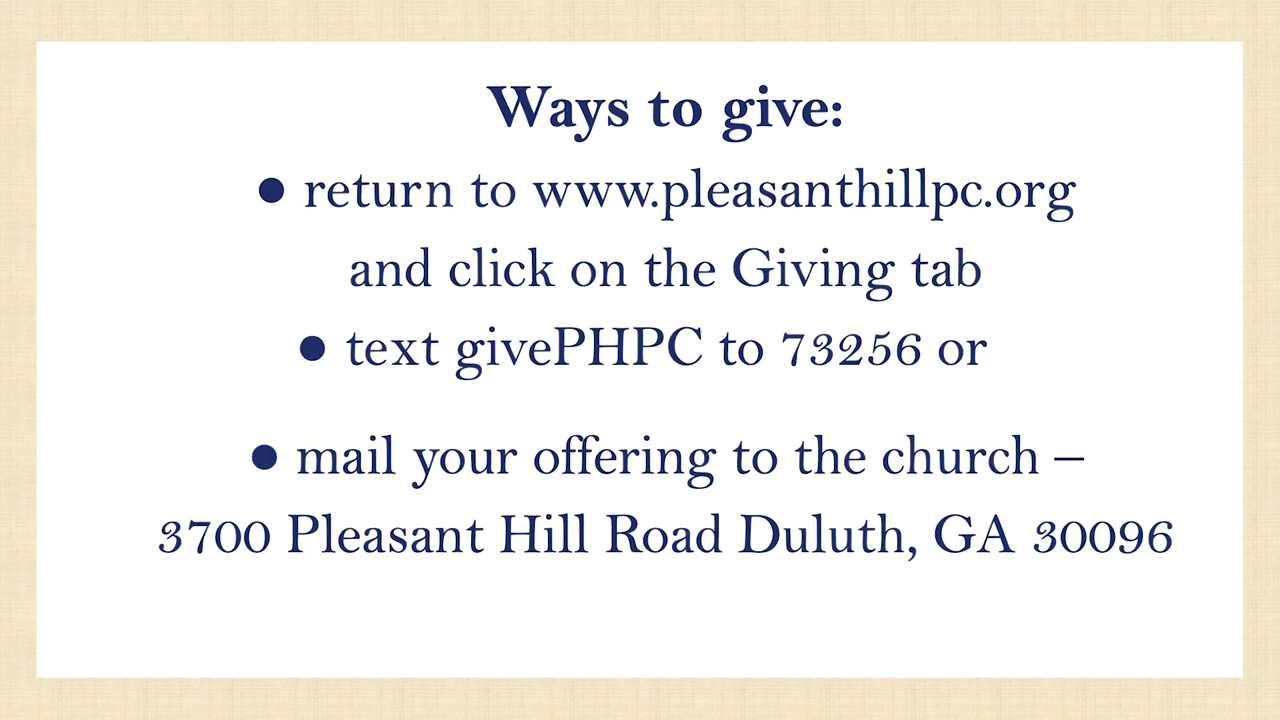 Ways to give:
● return to www.pleasanthillpc.org
and click on the Giving tab
● text givePHPC to 73256 or
● mail your offering to the church –
3700 Pleasant Hill Road Duluth, GA 30096